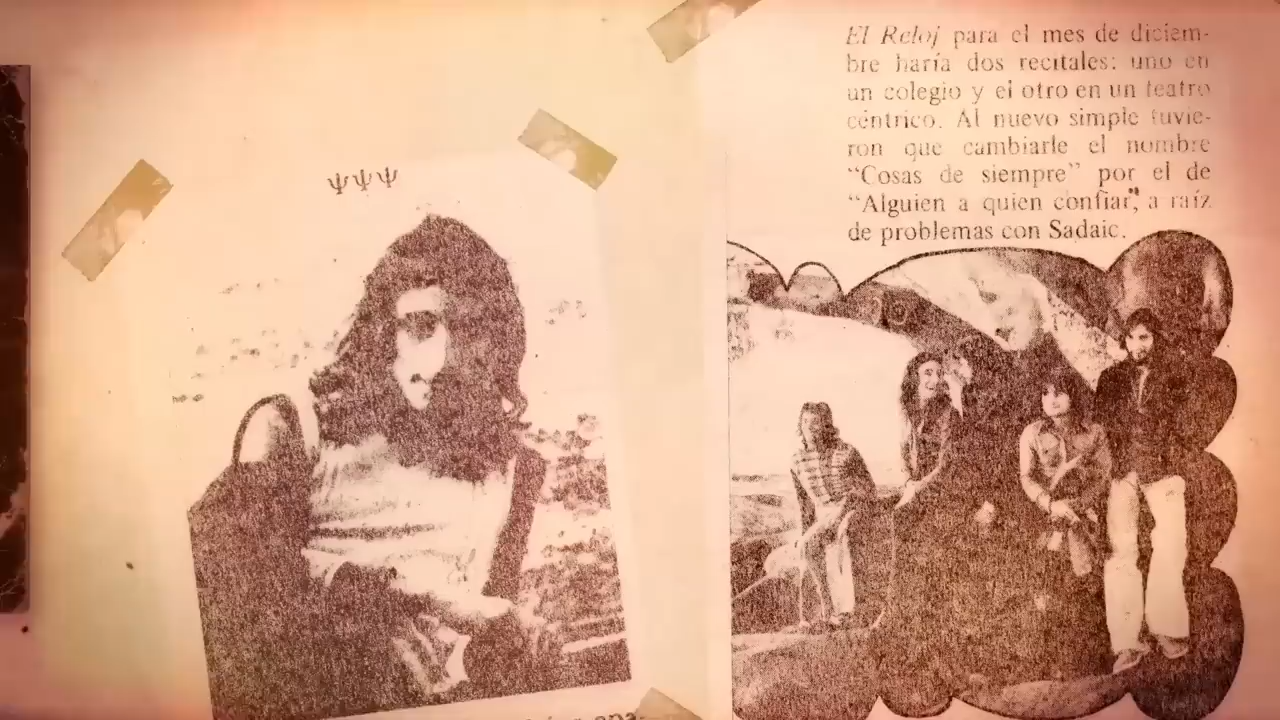 ψψψ
El Reloj para el mes de diciem-
bre haría dos recitales: uno en
un colegio y el otro en un teatro
céntrico. Al nuevo simple tuvie-
ron que cambiarle el nombre
“Cosas de siempre” por el de
“Alguien a quien confiar”, a raíz
de problemas con Sadaic.